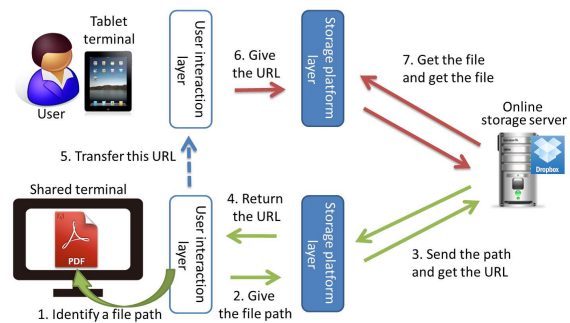 Tablet
terminal
User
User interaction
layer
6. Give
the URL
Storage platform
layer
7. Get the file
and get the file
Online
storage server
Dropbox
5. Transfer this URL
Shared terminal
PDF
1. Identify a file path
User interaction
layer
4. Return
the URL
2. Give
the file path
Storage platform
layer
3. Send the path
and get the URL